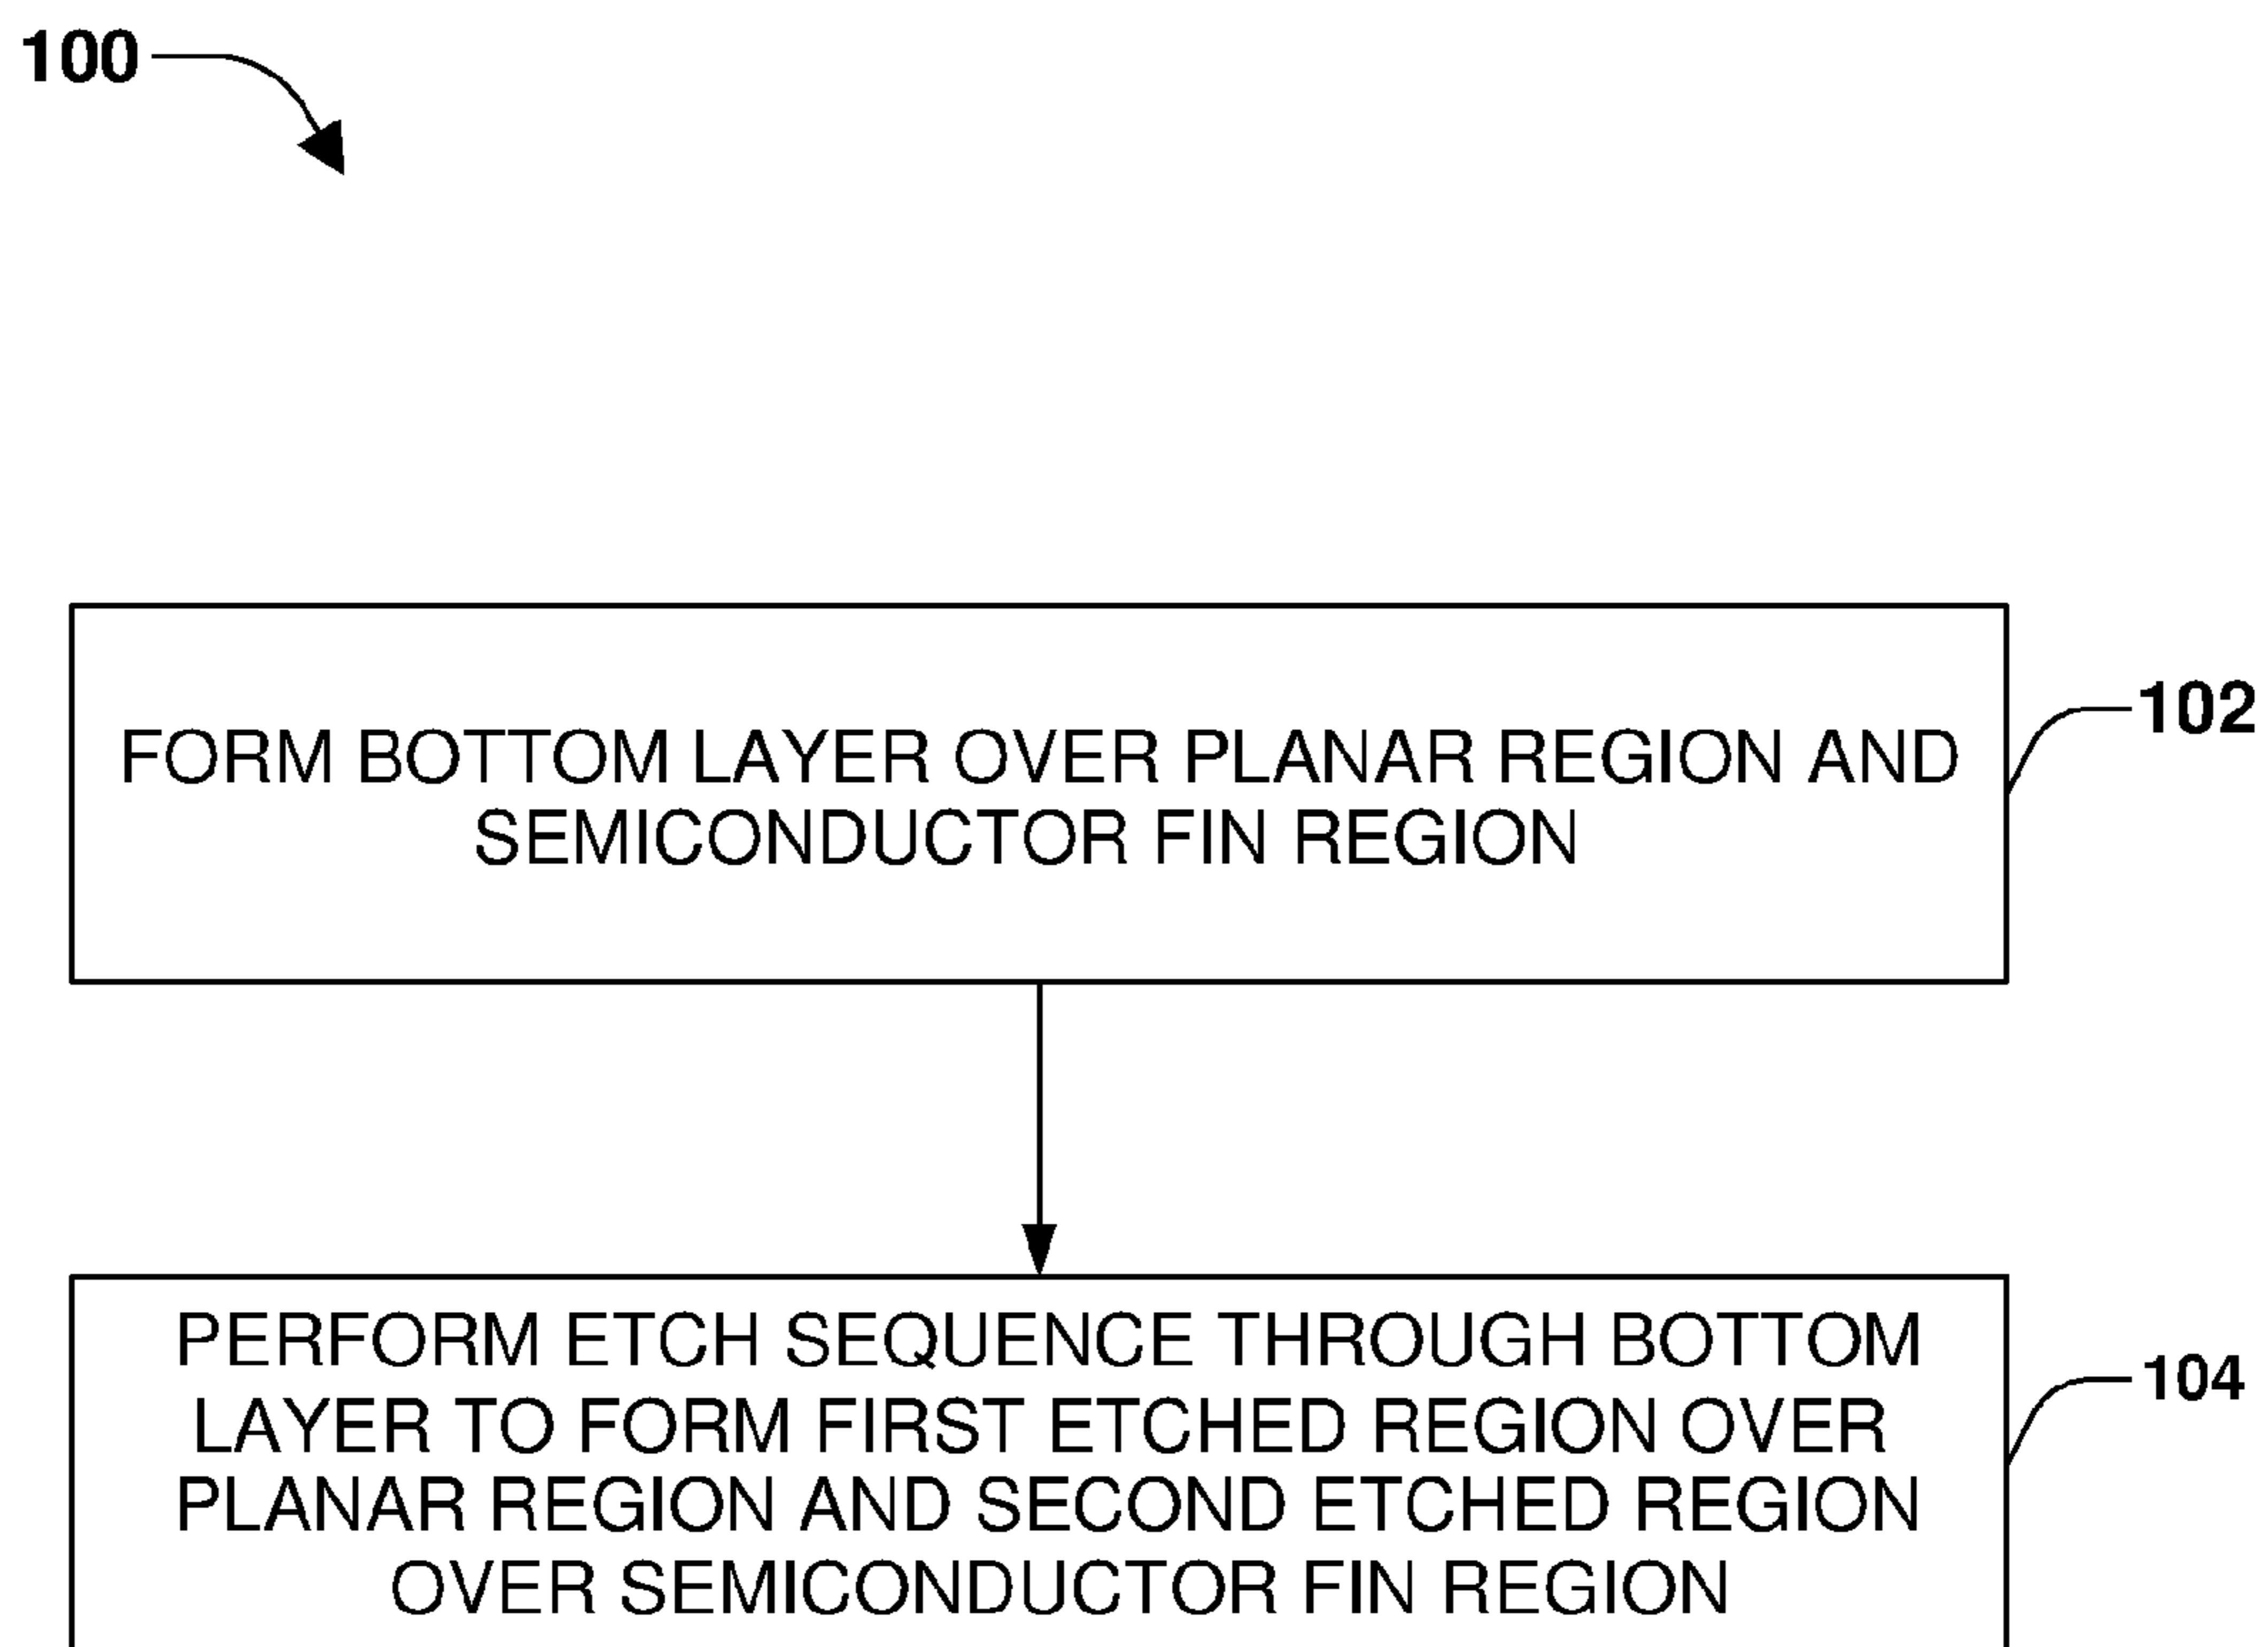 100
FORM BOTTOM LAYER OVER PLANAR REGION AND
SEMICONDUCTOR FIN REGION
102
PERFORM ETCH SEQUENCE THROUGH BOTTOM
LAYER TO FORM FIRST ETCHED REGION OVER
PLANAR REGION AND SECOND ETCHED REGION
OVER SEMICONDUCTOR FIN REGION
104